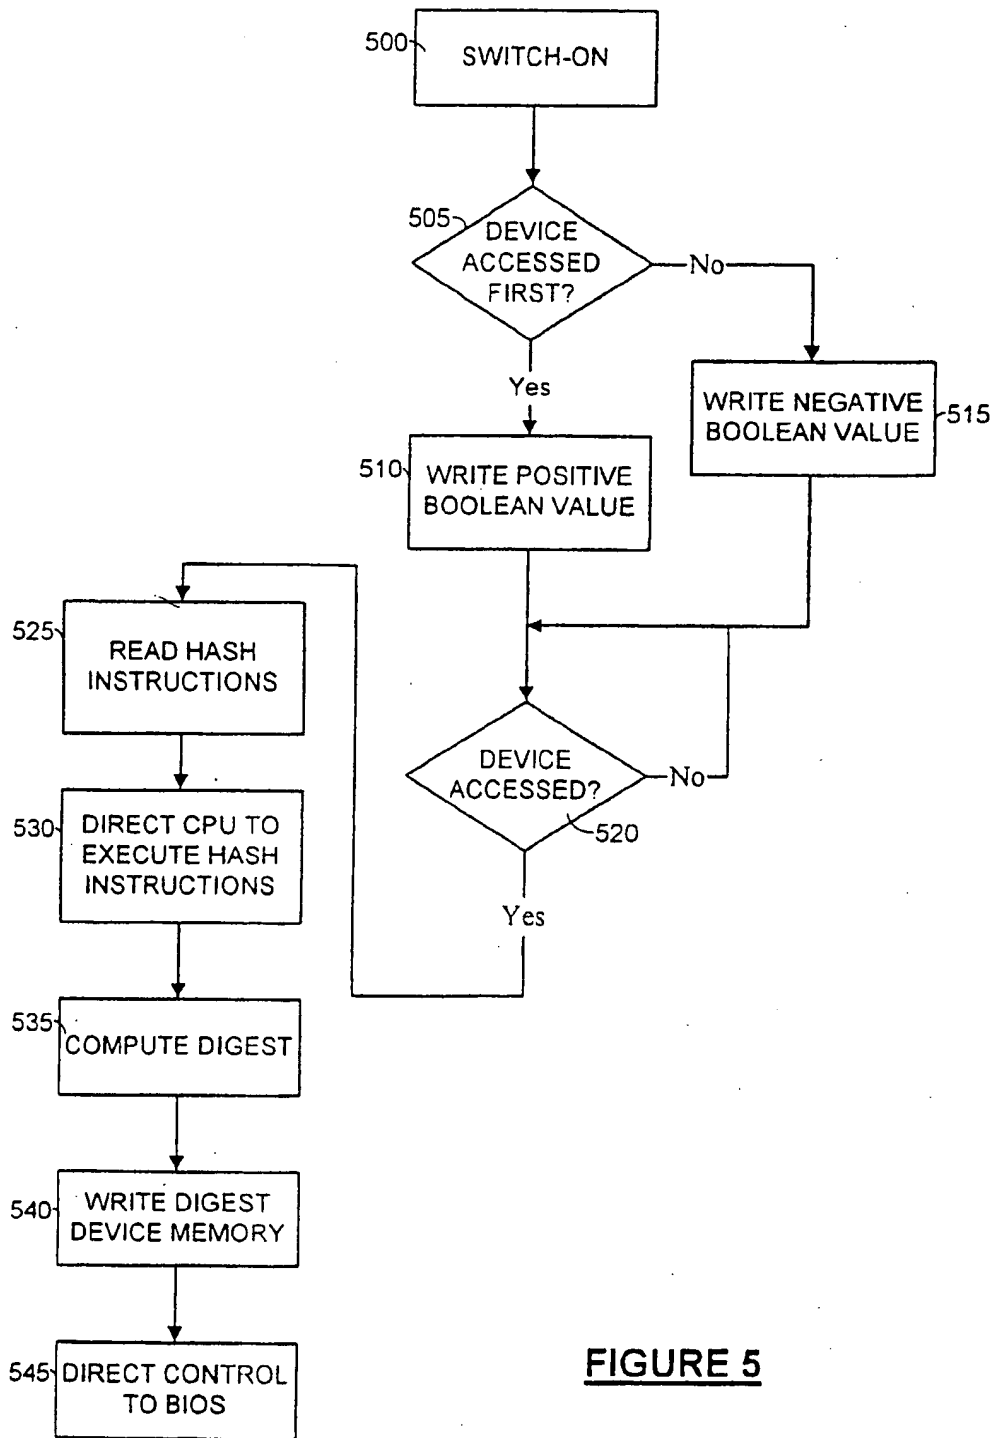 500
SWITCH-ON
505
DEVICE
ACCESSED
FIRST?
No
Yes
WRITE NEGATIVE
BOOLEAN VALUE
515
510
WRITE POSITIVE
BOOLEAN VALUE
525
READ HASH
INSTRUCTIONS
DEVICE
ACCESSED?
No
520
530
DIRECT CPU TO
EXECUTE HASH
INSTRUCTIONS
Yes
535
COMPUTE DIGEST
540
WRITE DIGEST
DEVICE MEMORY
545
DIRECT CONTROL
TO BIOS
FIGURE 5